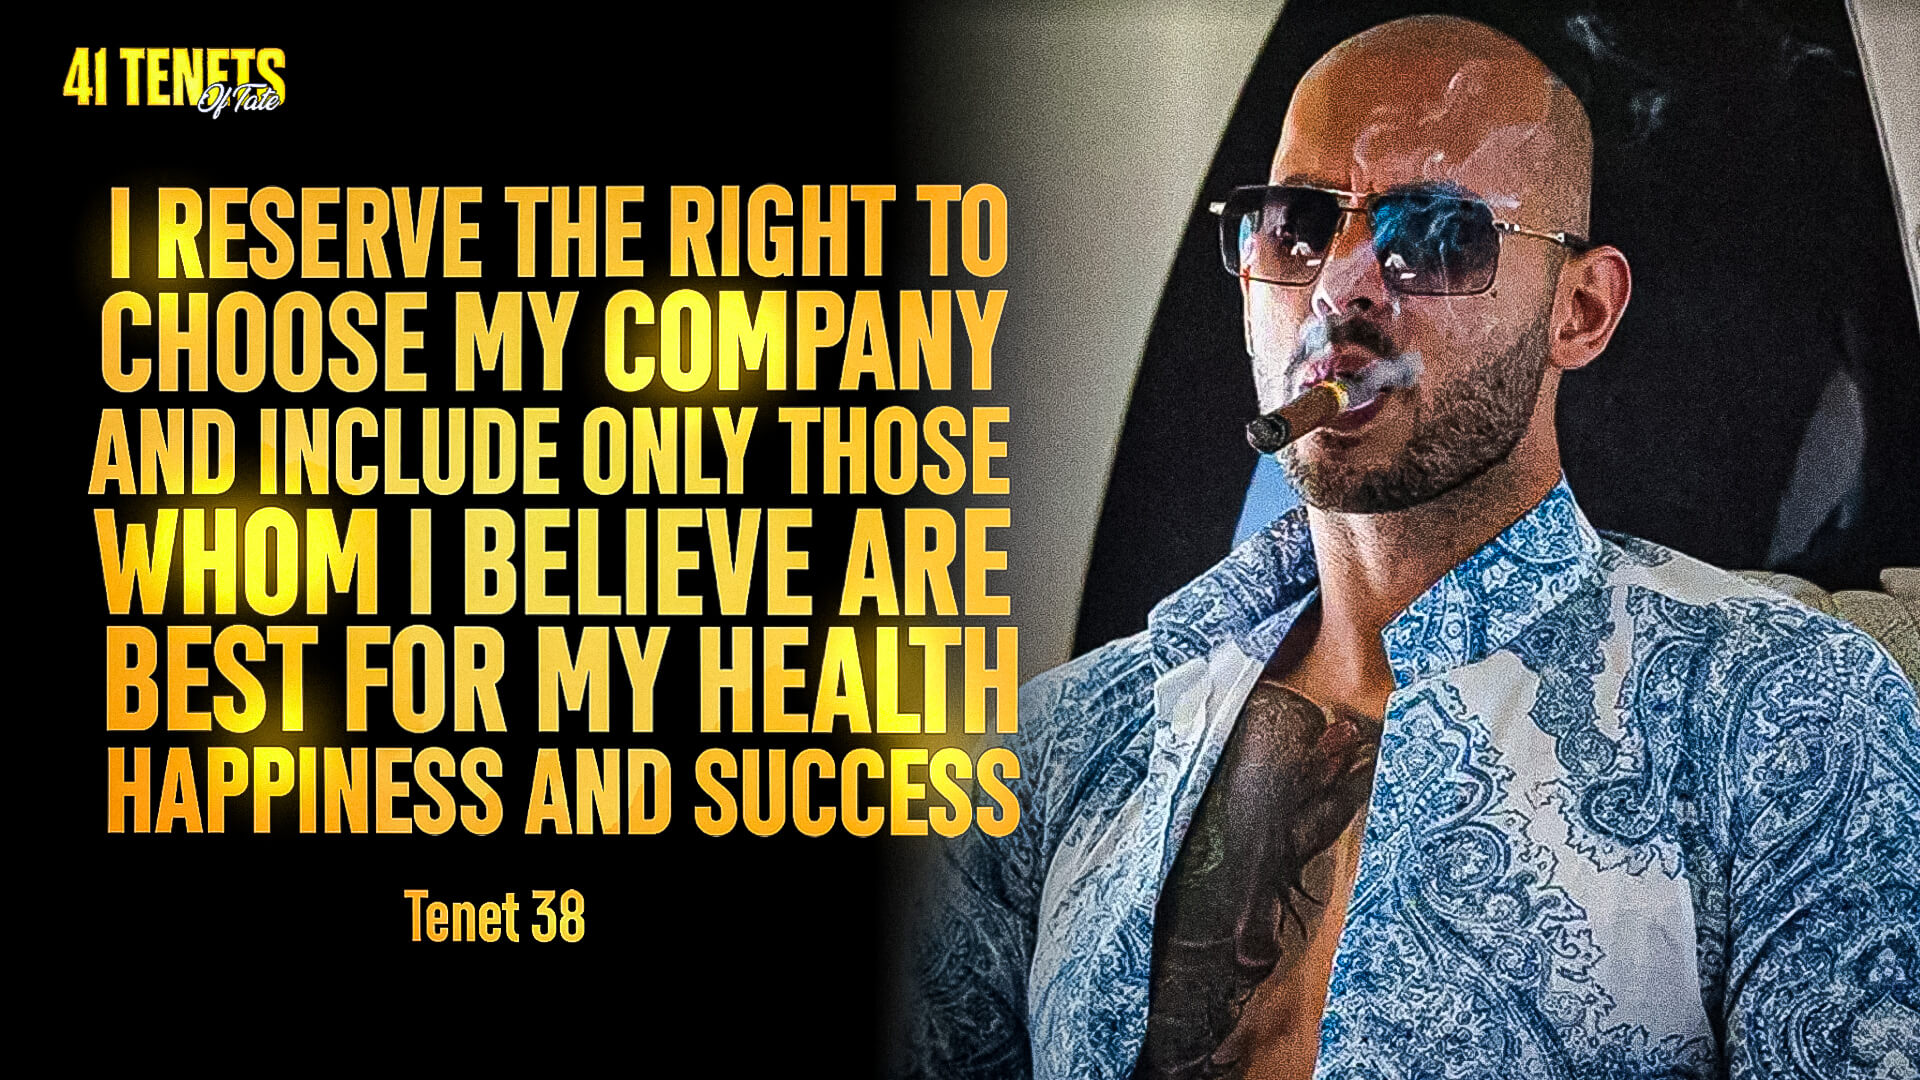 41 TENETS
Of Tate
I RESERVE THE RIGHT TO
CHOOSE MY COMPANY
AND INCLUDE ONLY THOSE
WHOM I BELIEVE ARE
BEST FOR MY HEALTH
HAPPINESS AND SUCCESS
Tenet 38